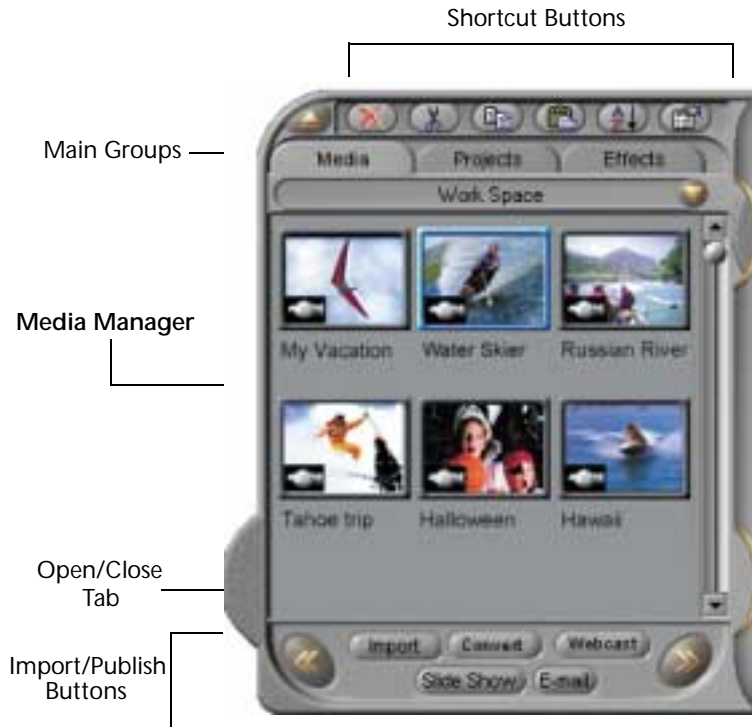 Shortcut Buttons
Main Groups
Media Projects Effects
Work Space
Media Manager
My Vacation Water Skier Russian River
Tahoe trip Halloween Hawaii
Open/Close
Tab
Import/Publish
Buttons
Import Convert Webcast
Slide Show E-mail